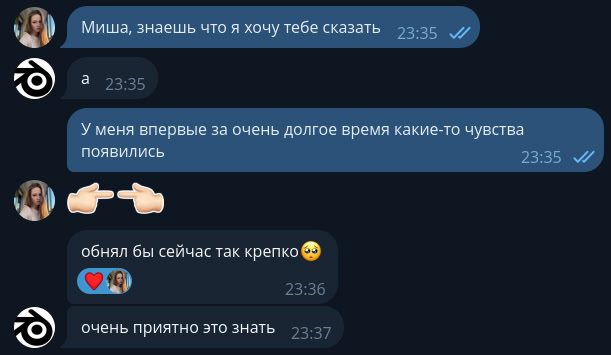 Миша, знаешь что я хочу тебе сказать 23:35
а 23:35
У меня впервые за очень долгое время какие-то чувства
появились 23:35
👉🏻👈🏻
обнял бы сейчас так крепко🥺
❤️ 23:36
очень приятно это знать 23:37